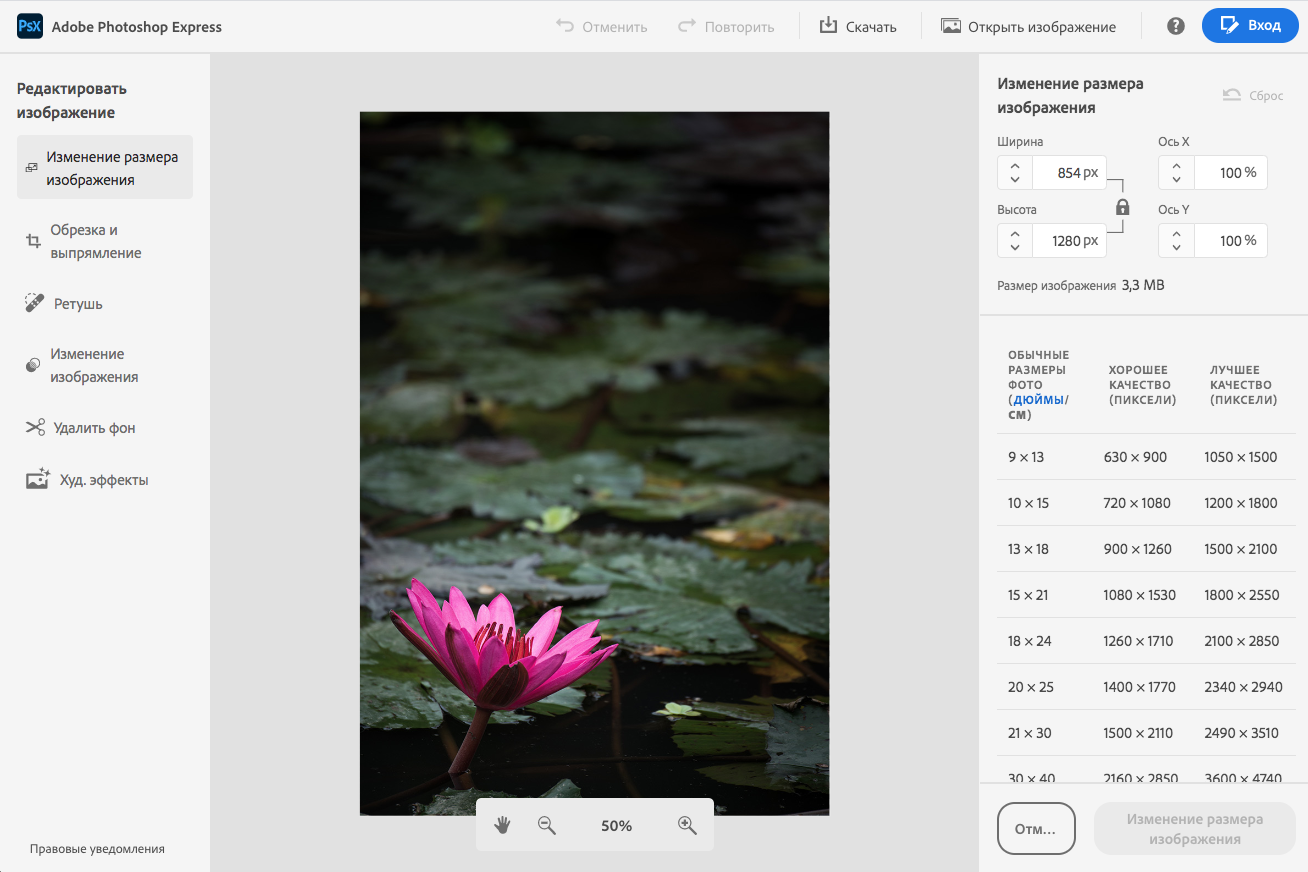 PsX
Adobe Photoshop Express
Отменить
Повторить
Скачать
Открыть изображение
?
Вход
Редактировать
изображение
Изменение размера
изображения
Обрезка и
выпрямление
Ретушь
Изменение
изображения
Удалить фон
Худ. эффекты
Правовые уведомления
50%
Изменение размера
изображения
Сброс
Ширина
Ось X
854 px
100 %
Высота
Ось Y
1280 px
100 %
Размер изображения 3,3 MB
ОБЫЧНЫЕ
РАЗМЕРЫ
ФОТО
(ДЮЙМЫ/
СМ)
ХОРОШЕЕ
КАЧЕСТВО
(ПИКСЕЛИ)
ЛУЧШЕЕ
КАЧЕСТВО
(ПИКСЕЛИ)
9 × 13 630 × 900 1050 × 1500
10 × 15 720 × 1080 1200 × 1800
13 × 18 900 × 1260 1500 × 2100
15 × 21 1080 × 1530 1800 × 2550
18 × 24 1260 × 1710 2100 × 2850
20 × 25 1400 × 1770 2340 × 2940
21 × 30 1500 × 2110 2490 × 3510
30 × 40 2160 × 2850 3600 × 4740
Отм...
Изменение размера
изображения